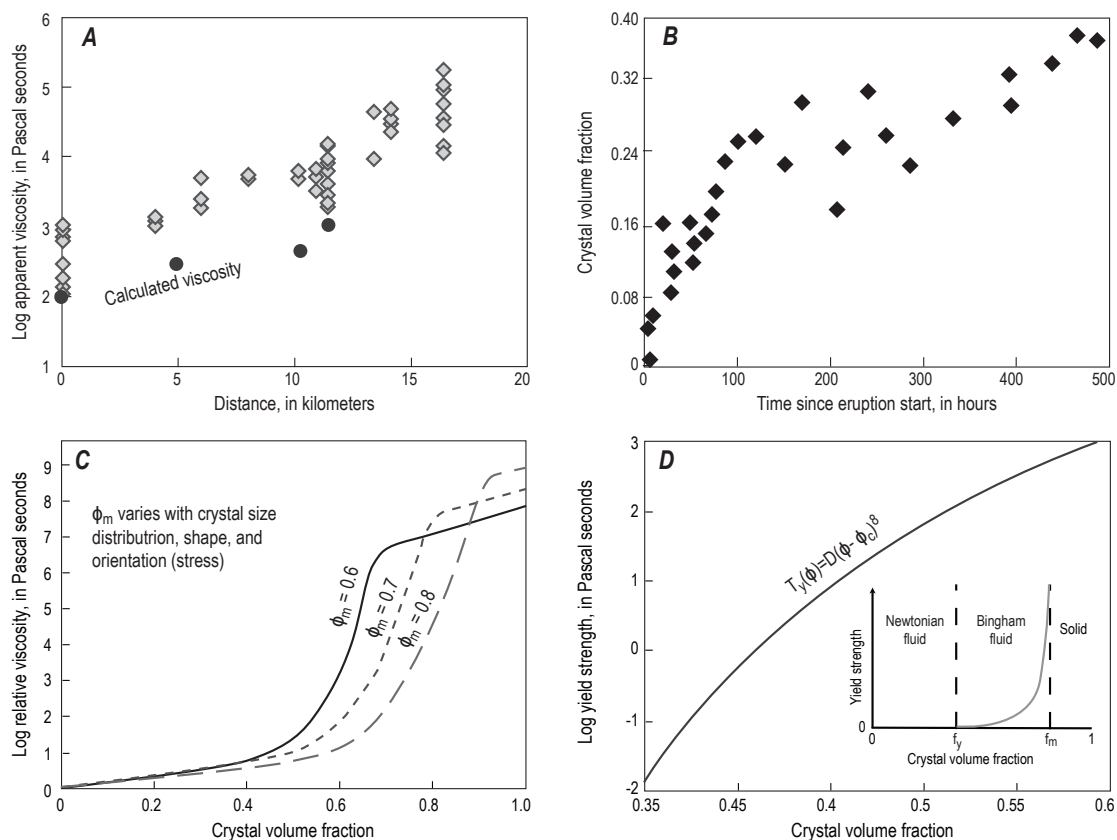 A
Log apparent viscosity, in Pascal seconds
6
5
4
3
2
1
Calculated viscosity
0
5
10
15
20
Distance, in kilometers
B
Crystal volume fraction
0.40
0.32
0.24
0.16
0.08
0
0
100
200
300
400
500
Time since eruption start, in hours
C
Log relative viscosity, in Pascal seconds
9
8
7
6
5
4
3
2
1
0
ϕm varies with crystal size
distributrion, shape, and
orientation (stress)
ϕm = 0.6
ϕm = 0.7
ϕm = 0.8
0
0.2
0.4
0.6
0.8
1.0
Crystal volume fraction
D
Log yield strength, in Pascal seconds
3
2
1
0
-1
-2
Ty(ϕ)=D(ϕ-ϕc)8
Yield strength
0
Newtonian
fluid
Bingham
fluid
Solid
0
fy
fm
1
Crystal volume fraction
0.35
0.45
0.4
0.5
0.55
0.6
Crystal volume fraction